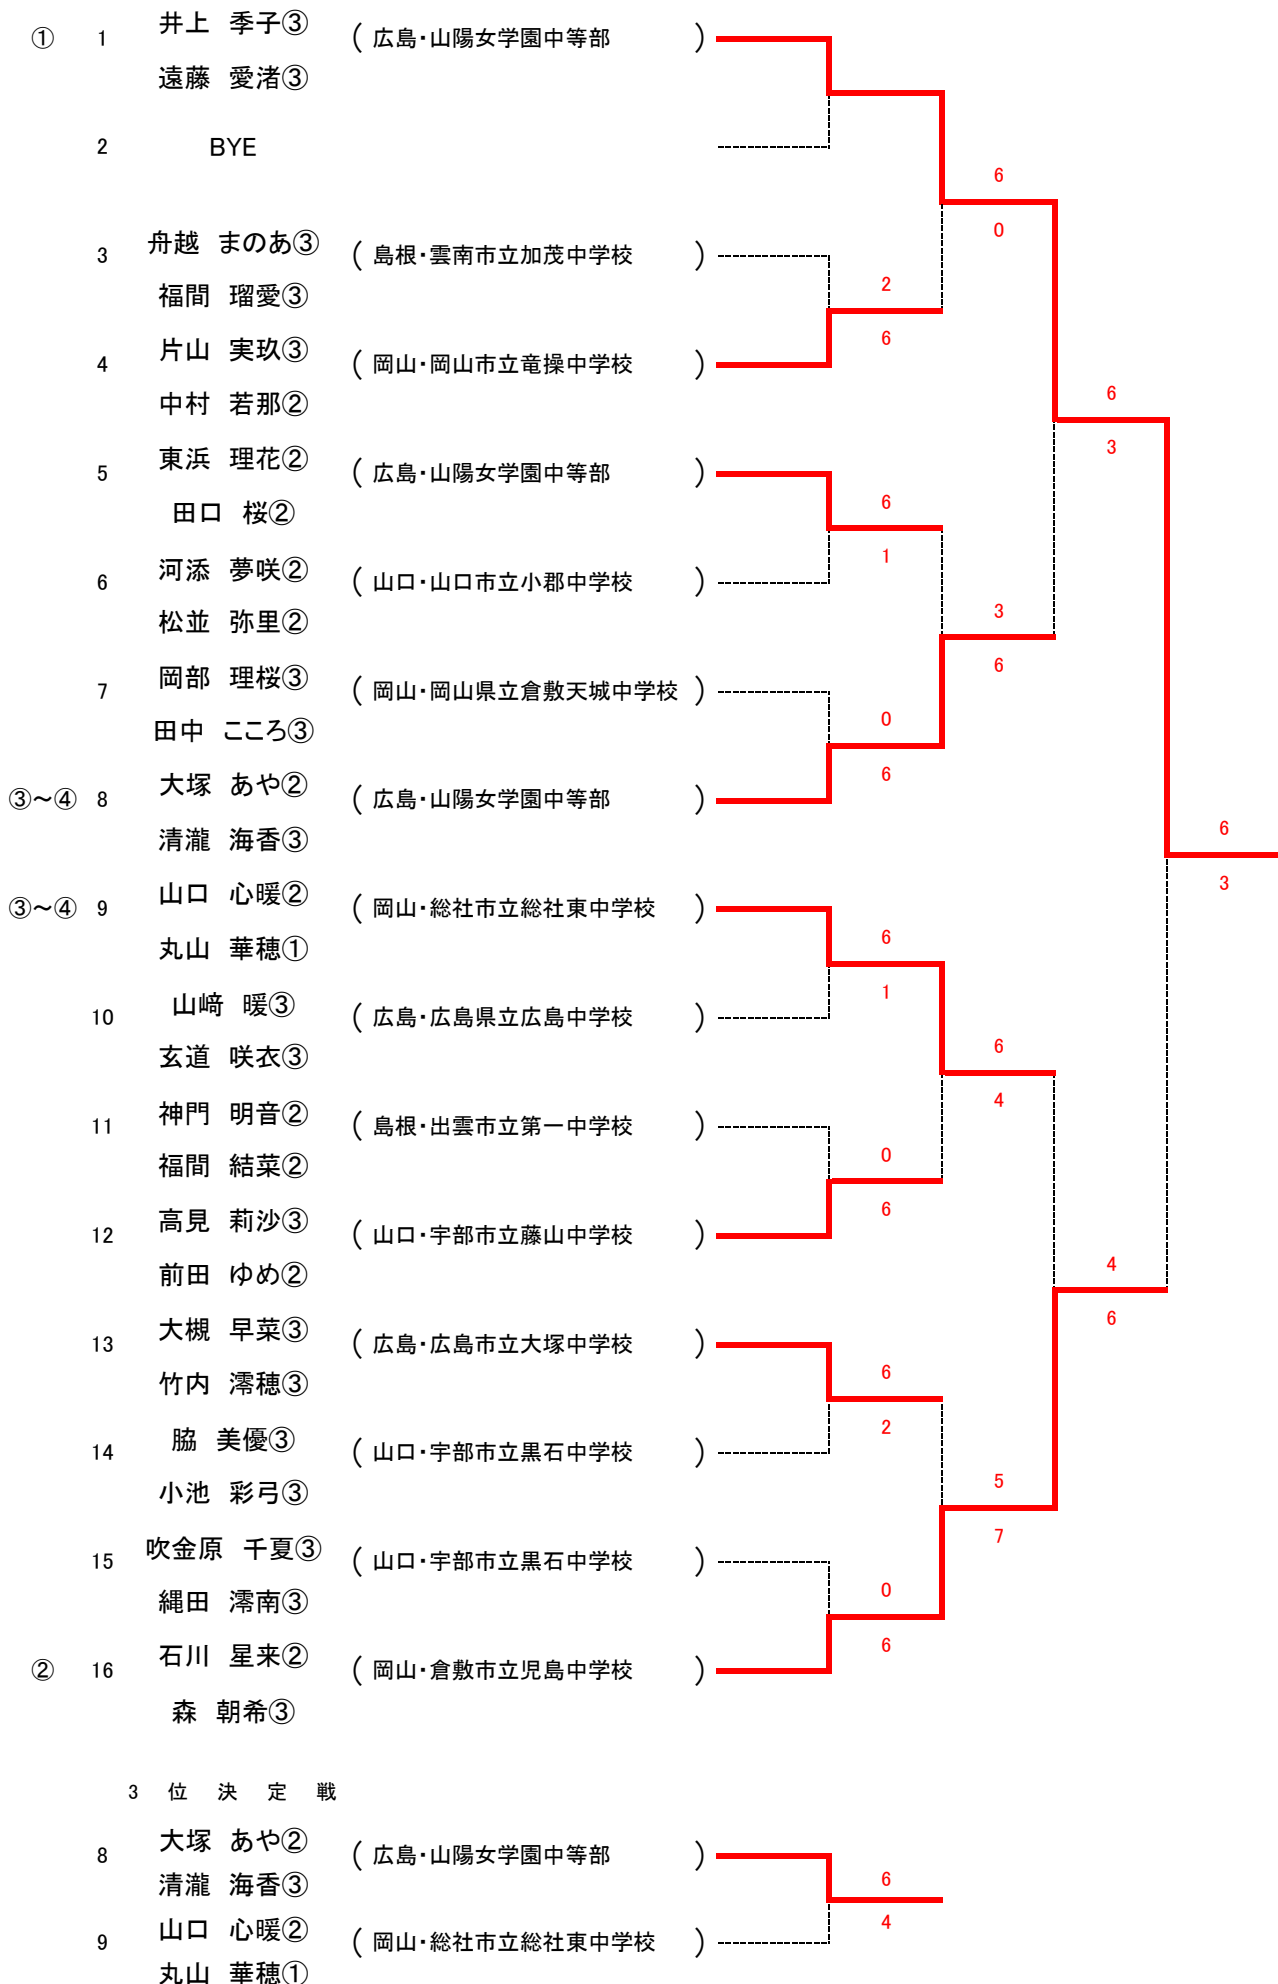 井上 季子③
① 1 ( 広島・山陽女学園中等部 )
遠藤 愛渚③
2 BYE
6
0
舟越 まのあ③
3 ( 島根・雲南市立加茂中学校 )
福間 瑠愛③
2
6
片山 実玖③
4 ( 岡山・岡山市立竜操中学校 )
中村 若那②
6
3
東浜 理花②
5 ( 広島・山陽女学園中等部 )
田口 桜②
6
1
河添 夢咲②
6 ( 山口・山口市立小郡中学校 )
松並 弥里②
3
6
岡部 理桜③
7 ( 岡山・岡山県立倉敷天城中学校 )
田中 こころ③
0
6
大塚 あや②
③～④ 8 ( 広島・山陽女学園中等部 )
清瀧 海香③
6
3
山口 心暖②
③～④ 9 ( 岡山・総社市立総社東中学校 )
丸山 華穂①
6
1
山﨑 暖③
10 ( 広島・広島県立広島中学校 )
玄道 咲衣③
6
4
神門 明音②
11 ( 島根・出雲市立第一中学校 )
福間 結菜②
0
6
高見 莉沙③
12 ( 山口・宇部市立藤山中学校 )
前田 ゆめ②
4
6
大槻 早菜③
13 ( 広島・広島市立大塚中学校 )
竹内 澪穂③
6
2
脇 美優③
14 ( 山口・宇部市立黒石中学校 )
小池 彩弓③
5
7
吹金原 千夏③
15 ( 山口・宇部市立黒石中学校 )
縄田 澪南③
0
6
石川 星来②
② 16 ( 岡山・倉敷市立児島中学校 )
森 朝希③
3 位 決 定 戦
大塚 あや②
8 ( 広島・山陽女学園中等部 )
清瀧 海香③
6
4
山口 心暖②
9 ( 岡山・総社市立総社東中学校 )
丸山 華穂①